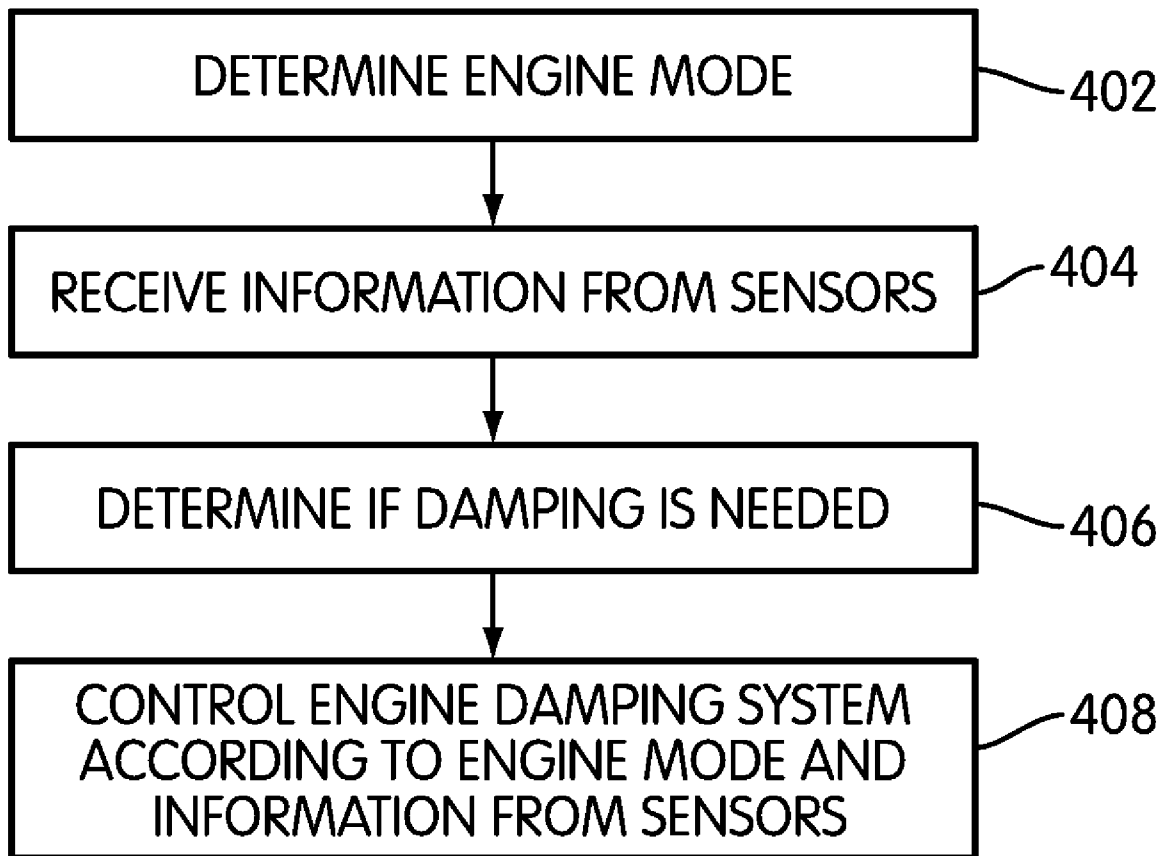 DETERMINE ENGINE MODE
402
RECEIVE INFORMATION FROM SENSORS
404
DETERMINE IF DAMPING IS NEEDED
406
CONTROL ENGINE DAMPING SYSTEM
ACCORDING TO ENGINE MODE AND
INFORMATION FROM SENSORS
408